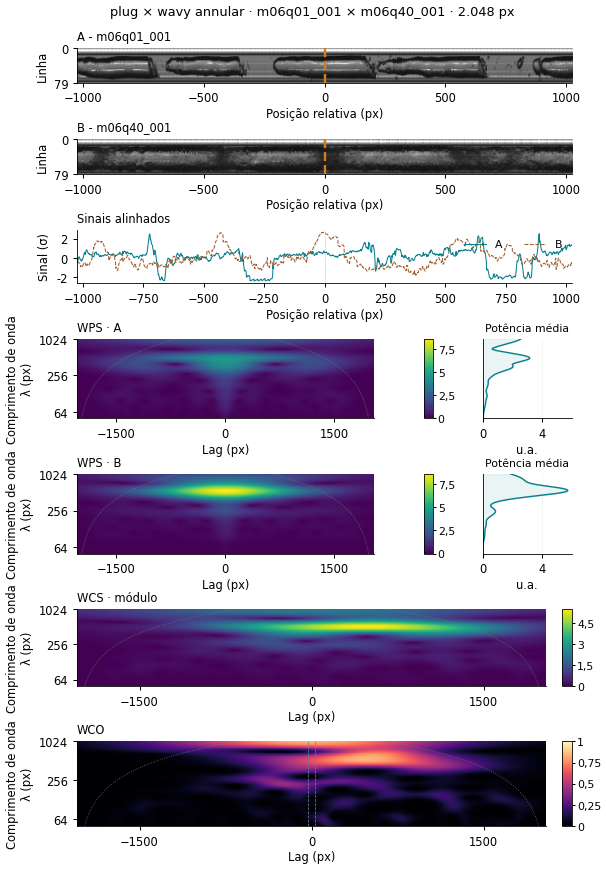 plug × wavy annular · m06q01_001 × m06q40_001 · 2.048 px
A - m06q01_001
Linha
0
79
−1000 −500 0 500 1000
Posição relativa (px)
B - m06q40_001
Linha
0
79
−1000 −500 0 500 1000
Posição relativa (px)
Sinais alinhados
Sinal (σ)
2
0
-2
A B
−1000 −750 −500 −250 0 250 500 750 1000
Posição relativa (px)
WPS · A
Comprimento de onda
λ (px)
1024
256
64
−1500 0 1500
Lag (px)
7,5
5
2,5
0
Potência média
0 4
u.a.
WPS · B
Comprimento de onda
λ (px)
1024
256
64
−1500 0 1500
Lag (px)
7,5
5
2,5
0
Potência média
0 4
u.a.
WCS · módulo
Comprimento de onda
λ (px)
1024
256
64
−1500 0 1500
Lag (px)
4,5
3
1,5
0
WCO
Comprimento de onda
λ (px)
1024
256
64
−1500 0 1500
Lag (px)
1
0,75
0,5
0,25
0